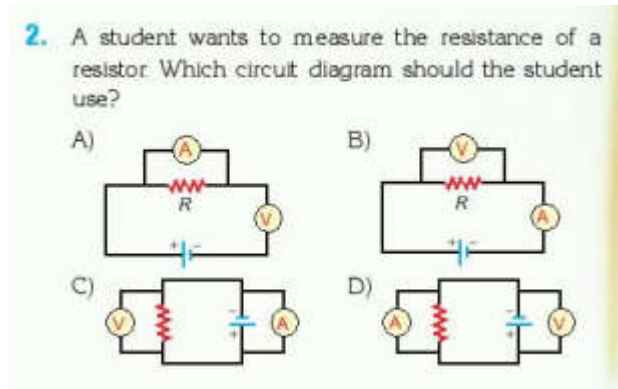 2. A student wants to measure the resistance of a
resistor. Which circuit diagram should the student
use?
A)
A
R
V
+ -
B)
V
R
A
+ -
C)
V
-
+
A
D)
A
-
+
V